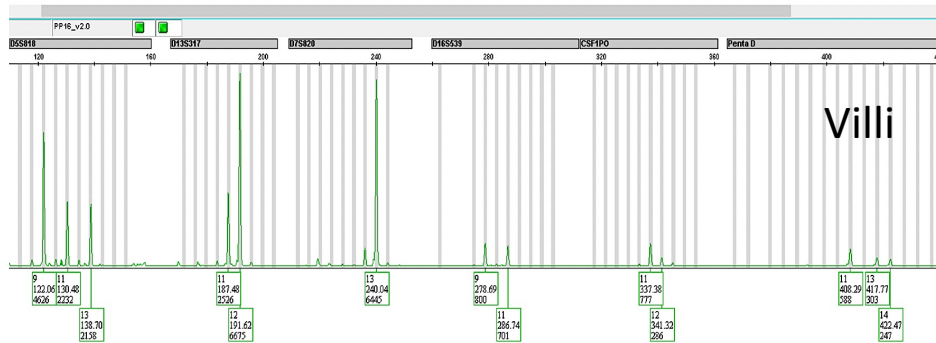 PP16_v2.0
D5S818 D13S317 D7S820 D16S539 CSF1PO Penta D
120 160 200 240 280 320 360 400
Villi
9 11 11 13 9 11 11 13
122.06 130.48 187.48 240.04 278.69 337.38 408.29 417.77
4626 2232 2526 6445 800 777 588 303
13 12 11 12 14
138.70 191.62 286.74 341.32 422.47
2158 6675 701 286 247